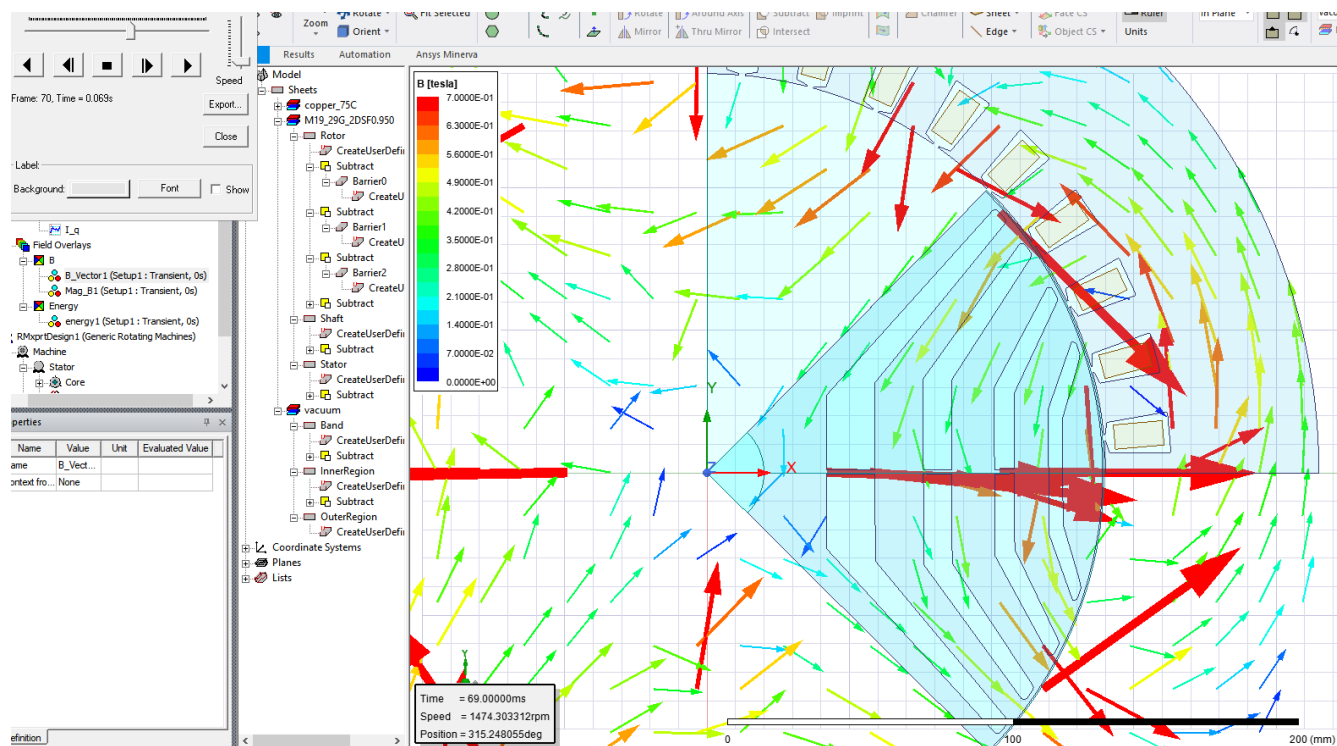 Zoom
Rotate
Orient
Fit Selected
Rotate
Mirror
Around Axis
Thru Mirror
Subtract
Imprint
Intersect
Chamfer
Sheet
Edge
Face CS
Object CS
Ruler
Units
In Plane
Results
Automation
Ansys Minerva
Speed
Frame: 70, Time = 0.069s
Export...
Close
Label:
Background:
Font
Show
I_q
Field Overlays
B
B_Vector1 (Setup1 : Transient, 0s)
Mag_B1 (Setup1 : Transient, 0s)
Energy
energy1 (Setup1 : Transient, 0s)
RMxprtDesign1 (Generic Rotating Machines)
Machine
Stator
Core
perties
Name Value Unit Evaluated Value
ame B_Vect...
ontext fro... None
efinition
Model
Sheets
copper_75C
M19_29G_2DSF0.950
Rotor
CreateUserDefi
Subtract
Barrier0
CreateU
Subtract
Barrier1
CreateU
Subtract
Barrier2
CreateU
Subtract
Shaft
CreateUserDefi
Subtract
Stator
CreateUserDefi
Subtract
vacuum
Band
CreateUserDefi
Subtract
InnerRegion
CreateUserDefi
Subtract
OuterRegion
CreateUserDefi
Coordinate Systems
Planes
Lists
B [tesla]
7.0000E-01
6.3000E-01
5.6000E-01
4.9000E-01
4.2000E-01
3.5000E-01
2.8000E-01
2.1000E-01
1.4000E-01
7.0000E-02
0.0000E+00
Y
Z
X
Y
Time = 69.00000ms
Speed = 1474.303312rpm
Position = 315.248055deg
0 100 200 (mm)